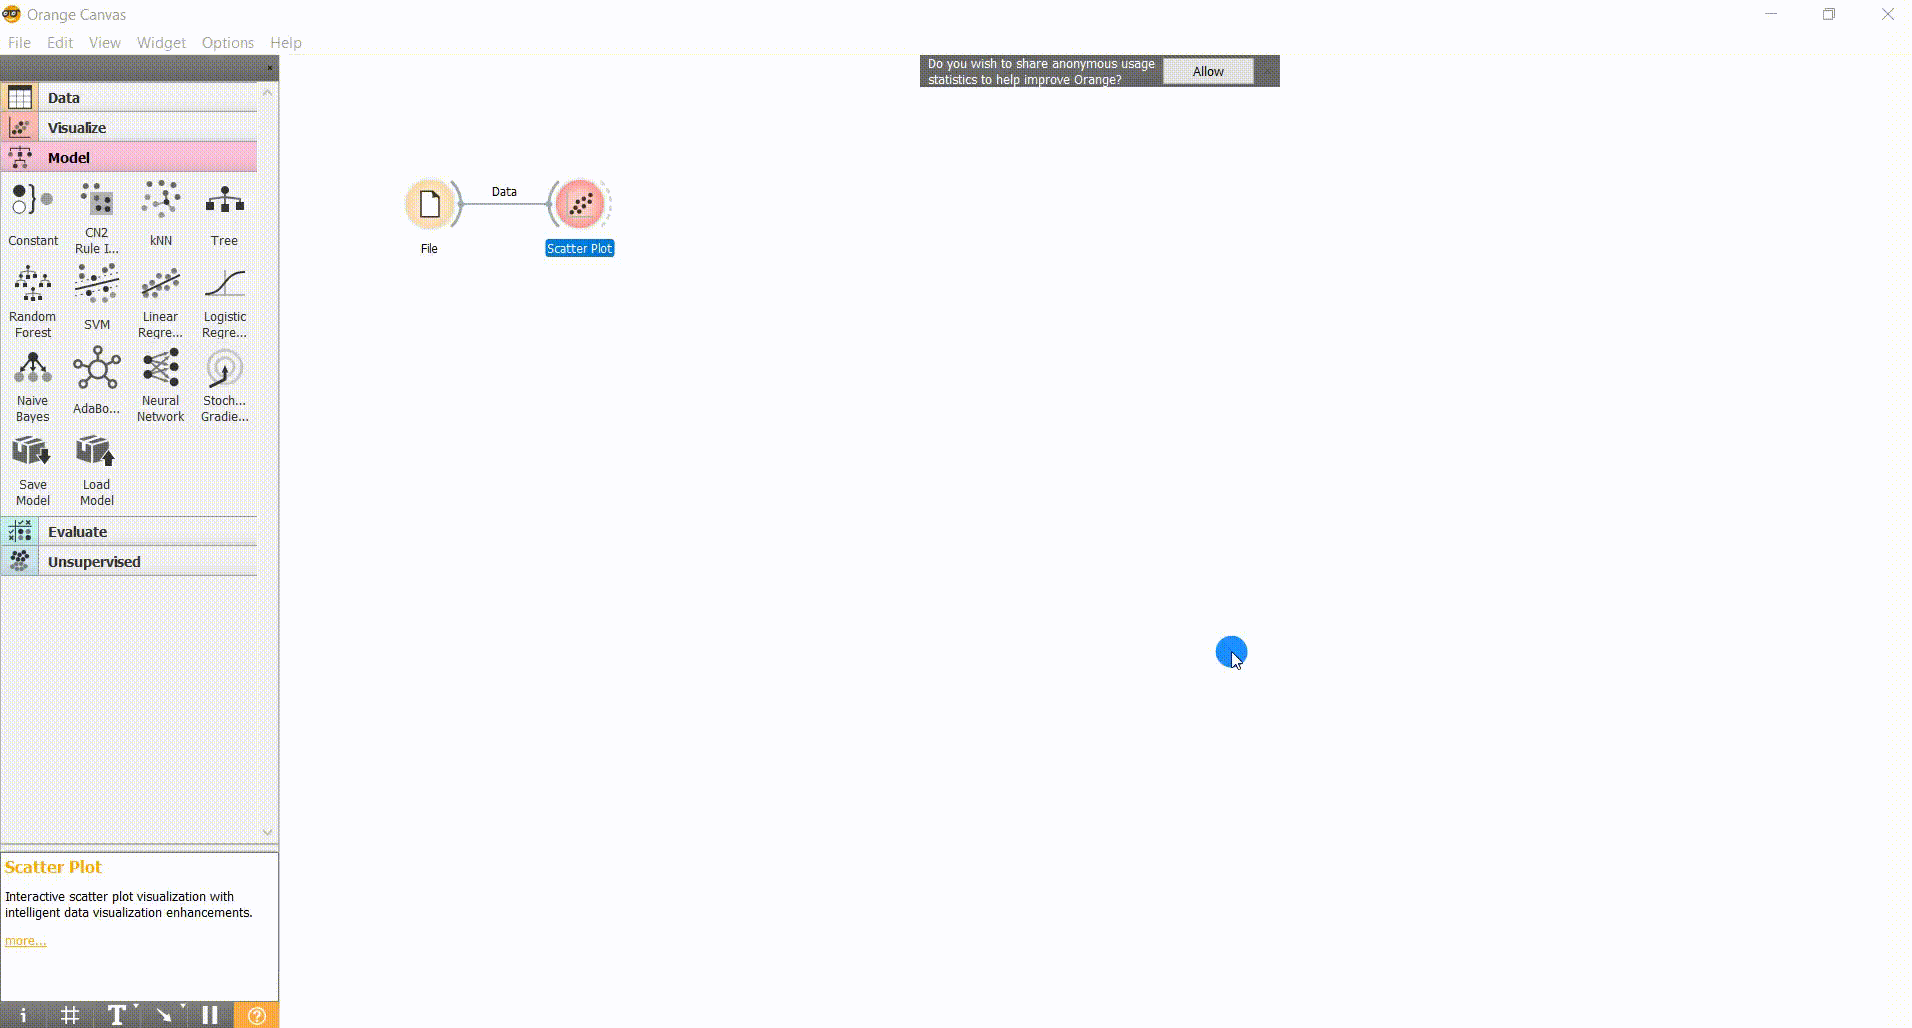 Orange Canvas
File Edit View Widget Options Help
Do you wish to share anonymous usage
statistics to help improve Orange?
Allow
Data
Visualize
Model
Constant
CN2
Rule I...
kNN
Tree
Random
Forest
SVM
Linear
Regre...
Logistic
Regre...
Naive
Bayes
AdaBo...
Neural
Network
Stoch...
Gradie...
Save
Model
Load
Model
Evaluate
Unsupervised
Data
File
Scatter Plot
Scatter Plot
Interactive scatter plot visualization with
intelligent data visualization enhancements.
more...